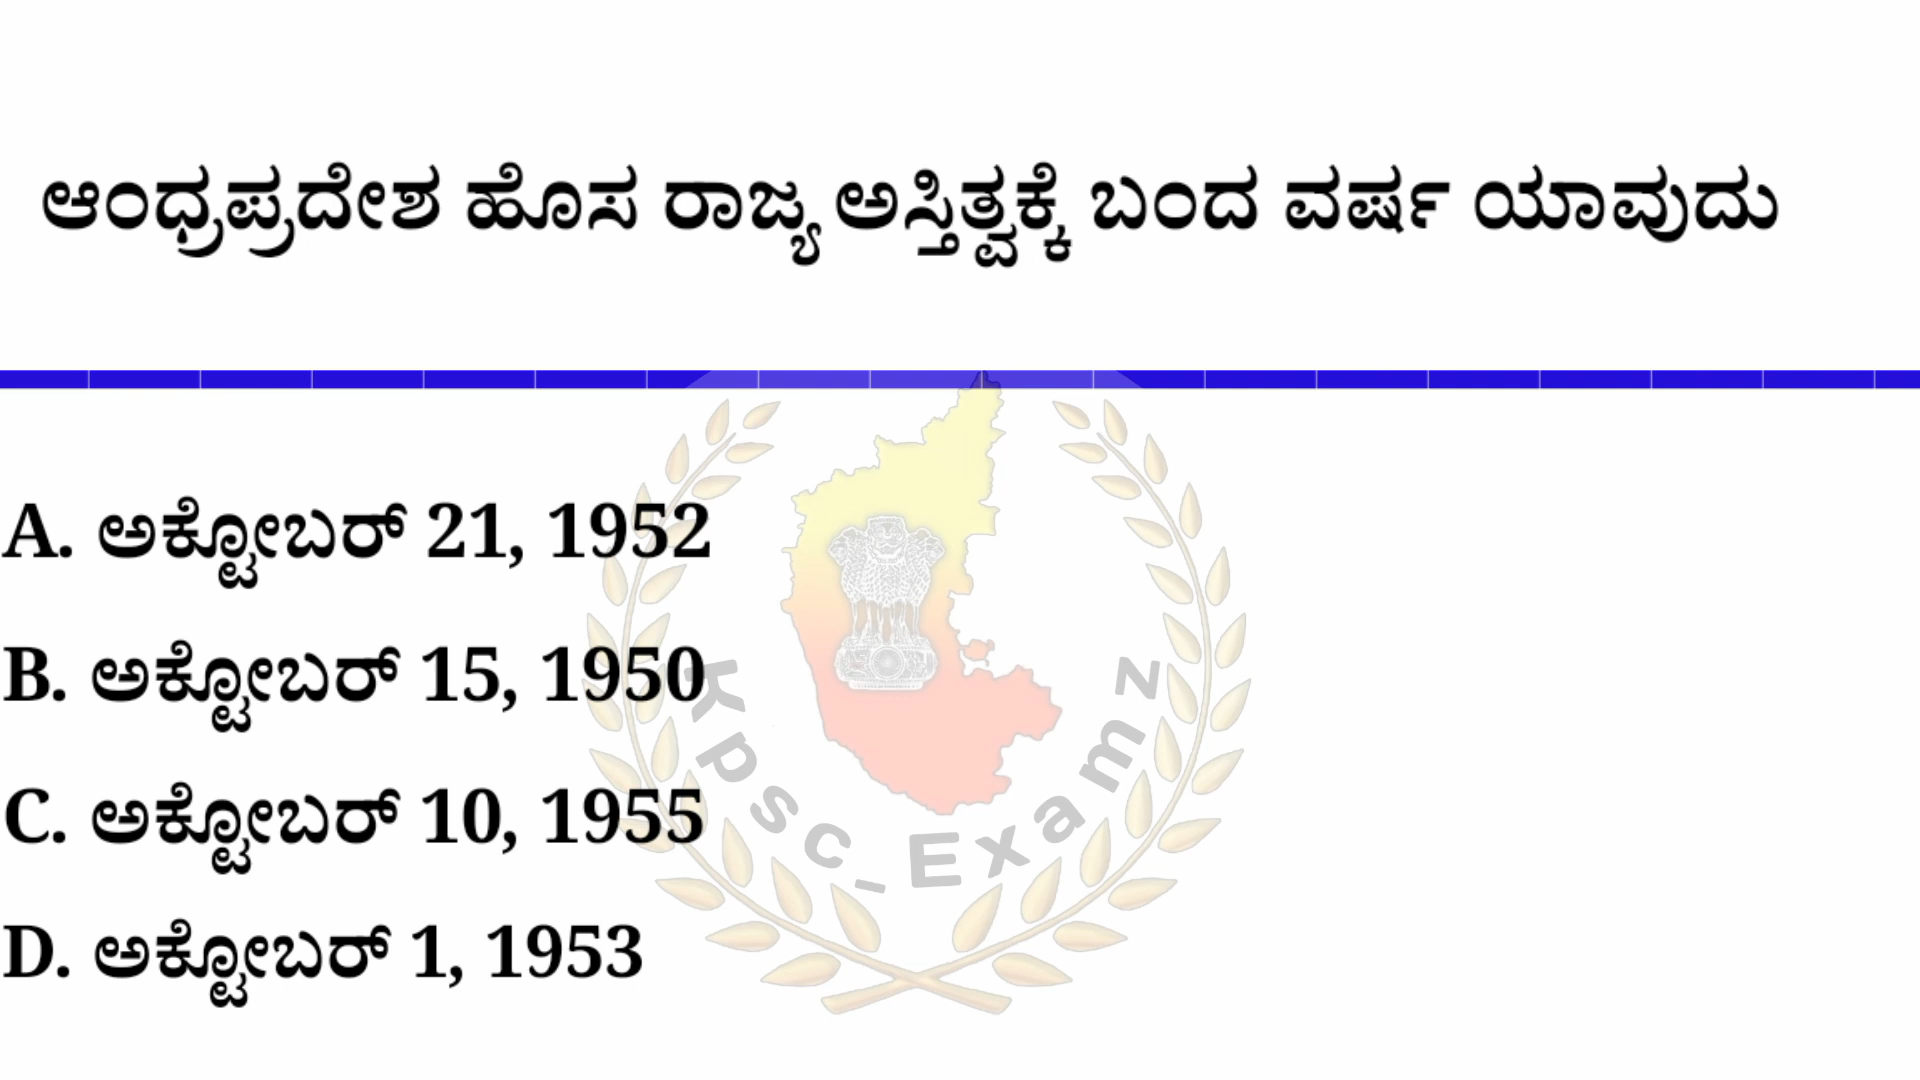 ಆಂಧ್ರಪ್ರದೇಶ ಹೊಸ ರಾಜ್ಯ ಅಸ್ತಿತ್ವಕ್ಕೆ ಬಂದ ವರ್ಷ ಯಾವುದು
A. ಅಕ್ಟೋಬರ್ 21, 1952
B. ಅಕ್ಟೋಬರ್ 15, 1950
C. ಅಕ್ಟೋಬರ್ 10, 1955
D. ಅಕ್ಟೋಬರ್ 1, 1953
Kpsc_Examz